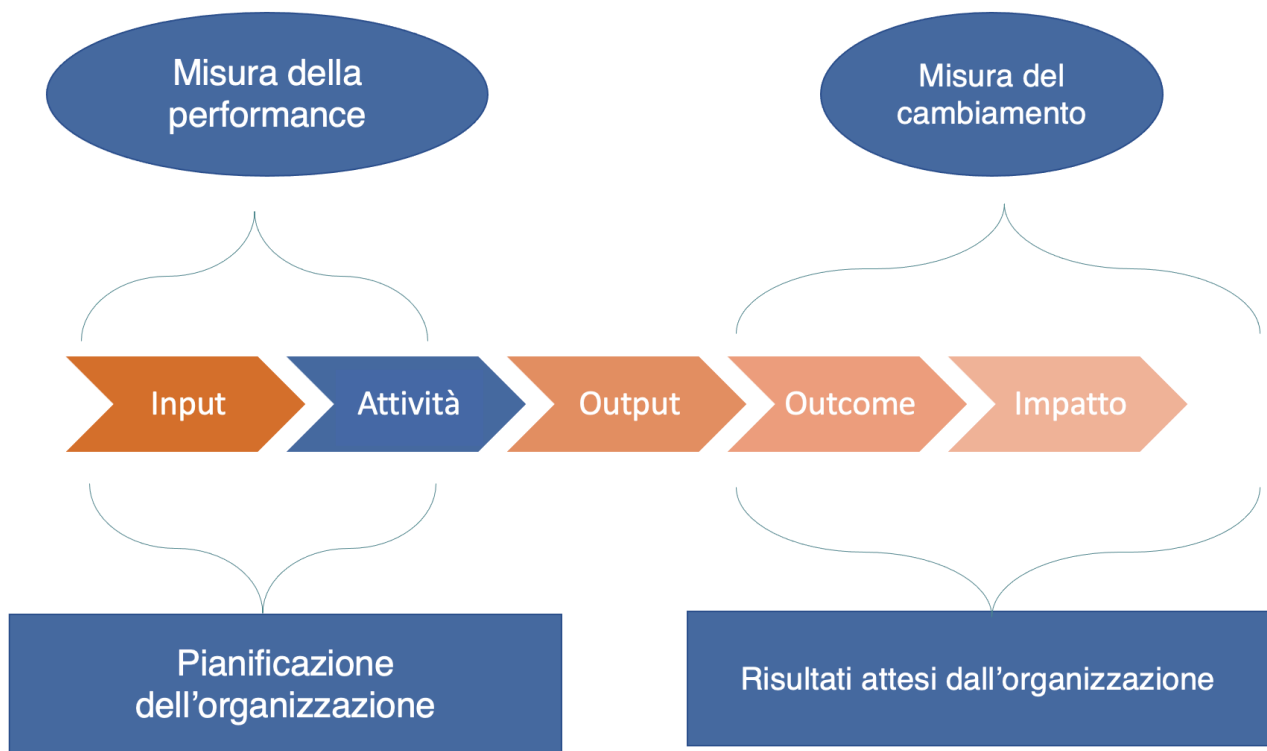 Misura della
performance
Misura del
cambiamento
Input
Attività
Output
Outcome
Impatto
Pianificazione
dell'organizzazione
Risultati attesi dall'organizzazione